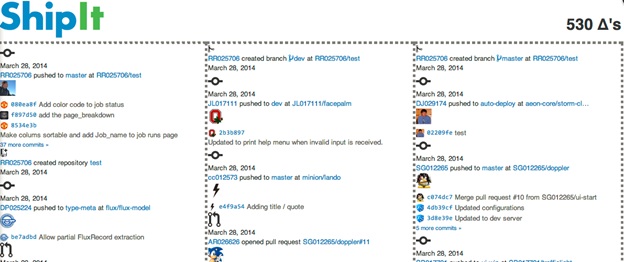 ShipIt
530 Δ's
March 28, 2014
RR025706 pushed to master at RR025706/test
080ea0f Add color code to job status
f097d50 add the page_breakdown
8534e3b
Make colums sortable and add Job_name to job runs page
37 more commits »
RR025706 created repository test
March 28, 2014
DP025224 pushed to type-meta at flux/flux-model
be7adbd Allow partial FluxRecord extraction
March 28, 2014
RR025706 created branch dev at RR025706/test
March 28, 2014
JL017111 pushed to dev at JL017111/facepalm
2b3b897
Updated to print help menu when invalid input is received.
March 28, 2014
cc012573 pushed to master at minion/lando
e4f9a54 Adding title / quote
March 28, 2014
AR026626 opened pull request SG012265/doppler#11
RR025706 created branch master at RR025706/test
March 28, 2014
DJ029174 pushed to auto-deploy at aeon-core/storm-cl…
02209fe test
March 28, 2014
SG012265 pushed to master at SG012265/doppler
c074dc7 Merge pull request #10 from SG012265/ui-start
4db39cf Updated configurations
3d8e39e Updated to dev server
5 more commits »
March 28, 2014